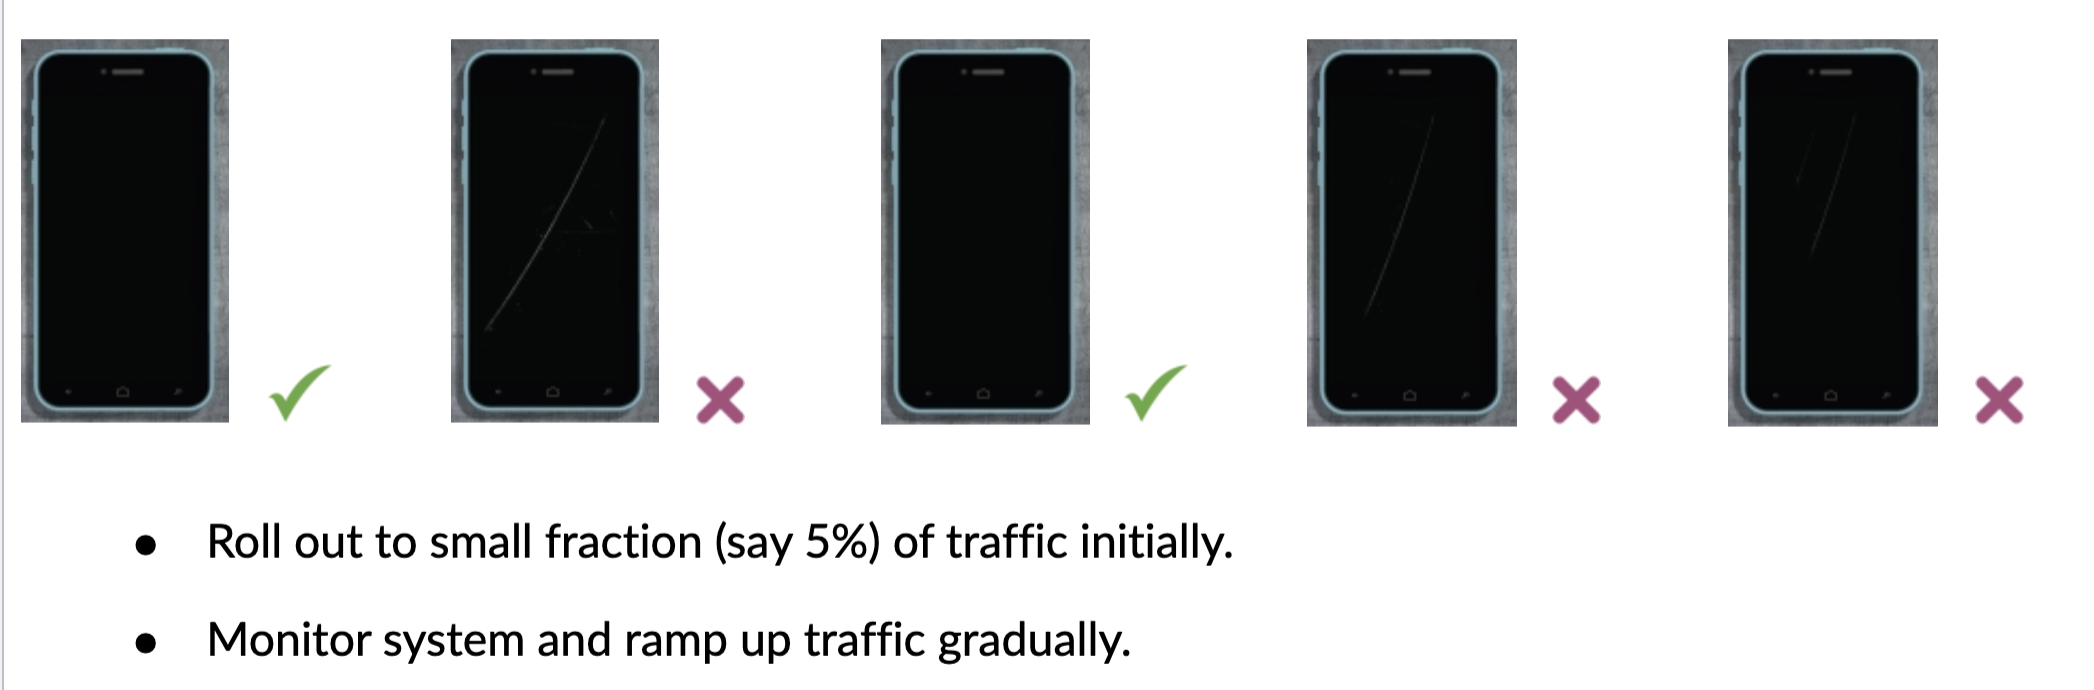 Roll out to small fraction (say 5%) of traffic initially.
Monitor system and ramp up traffic gradually.